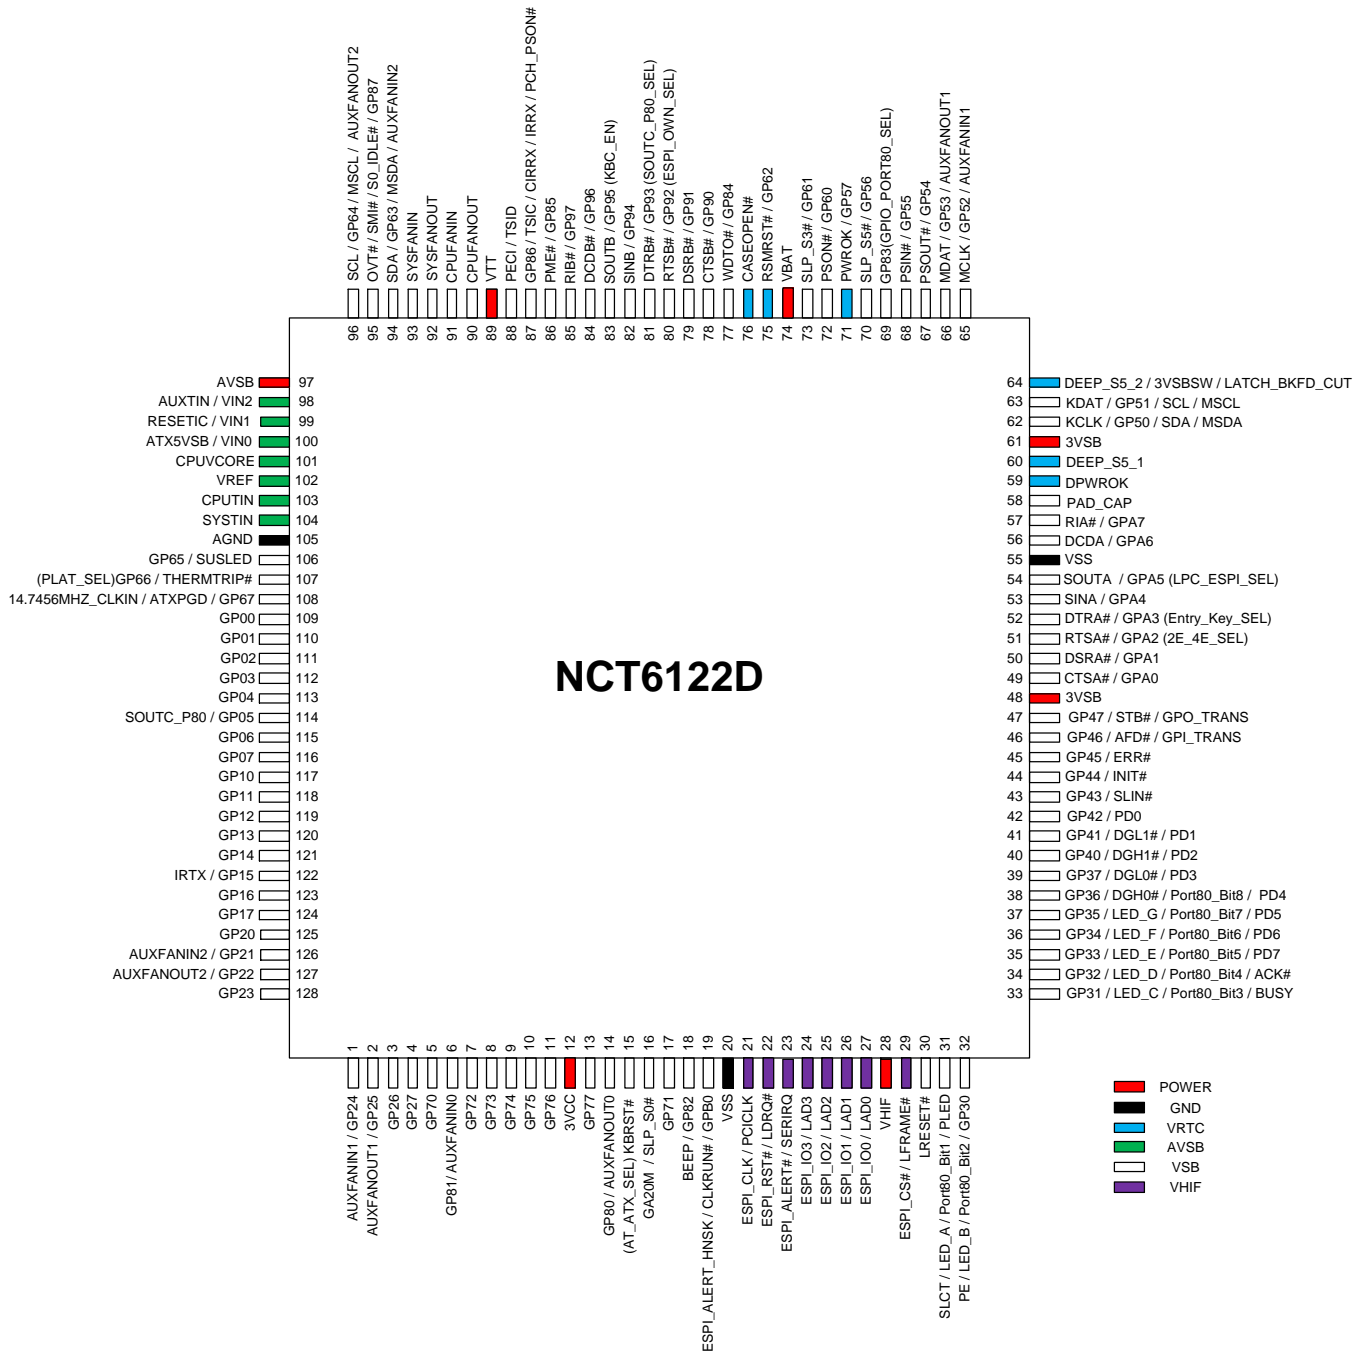 SCL / GP64 / MSCL / AUXFANOUT2
OVT# / SMI# / S0_IDLE# / GP87
SDA / GP63 / MSDA / AUXFANIN2
SYSFANIN
SYSFANOUT
CPUFANIN
CPUFANOUT
VTT
PECI / TSID
GP86 / TSIC / CIRRX / IRRX / PCH_PSON#
PME# / GP85
RIB# / GP97
DCDB# / GP96
SOUTB / GP95 (KBC_EN)
SINB / GP94
DTRB# / GP93 (SOUTC_P80_SEL)
RTSB# / GP92 (ESPI_OWN_SEL)
DSRB# / GP91
CTSB# / GP90
WDTO# / GP84
CASEOPEN#
RSMRST# / GP62
VBAT
SLP_S3# / GP61
PSON# / GP60
PWROK / GP57
SLP_S5# / GP56
GP83(GPIO_PORT80_SEL)
PSIN# / GP55
PSOUT# / GP54
MDAT / GP53 / AUXFANOUT1
MCLK / GP52 / AUXFANIN1
96 95 94 93 92 91 90 89 88 87 86 85 84 83 82 81 80 79 78 77 76 75 74 73 72 71 70 69 68 67 66 65
AVSB 97
AUXTIN / VIN2 98
RESETIC / VIN1 99
ATX5VSB / VIN0 100
CPUVCORE 101
VREF 102
CPUTIN 103
SYSTIN 104
AGND 105
GP65 / SUSLED 106
(PLAT_SEL)GP66 / THERMTRIP# 107
14.7456MHZ_CLKIN / ATXPGD / GP67 108
GP00 109
GP01 110
GP02 111
GP03 112
GP04 113
SOUTC_P80 / GP05 114
GP06 115
GP07 116
GP10 117
GP11 118
GP12 119
GP13 120
GP14 121
IRTX / GP15 122
GP16 123
GP17 124
GP20 125
AUXFANIN2 / GP21 126
AUXFANOUT2 / GP22 127
GP23 128
NCT6122D
64 DEEP_S5_2 / 3VSBSW / LATCH_BKFD_CUT
63 KDAT / GP51 / SCL / MSCL
62 KCLK / GP50 / SDA / MSDA
61 3VSB
60 DEEP_S5_1
59 DPWROK
58 PAD_CAP
57 RIA# / GPA7
56 DCDA / GPA6
55 VSS
54 SOUTA / GPA5 (LPC_ESPI_SEL)
53 SINA / GPA4
52 DTRA# / GPA3 (Entry_Key_SEL)
51 RTSA# / GPA2 (2E_4E_SEL)
50 DSRA# / GPA1
49 CTSA# / GPA0
48 3VSB
47 GP47 / STB# / GPO_TRANS
46 GP46 / AFD# / GPI_TRANS
45 GP45 / ERR#
44 GP44 / INIT#
43 GP43 / SLIN#
42 GP42 / PD0
41 GP41 / DGL1# / PD1
40 GP40 / DGH1# / PD2
39 GP37 / DGL0# / PD3
38 GP36 / DGH0# / Port80_Bit8 / PD4
37 GP35 / LED_G / Port80_Bit7 / PD5
36 GP34 / LED_F / Port80_Bit6 / PD6
35 GP33 / LED_E / Port80_Bit5 / PD7
34 GP32 / LED_D / Port80_Bit4 / ACK#
33 GP31 / LED_C / Port80_Bit3 / BUSY
1 2 3 4 5 6 7 8 9 10 11 12 13 14 15 16 17 18 19 20 21 22 23 24 25 26 27 28 29 30 31 32
AUXFANIN1 / GP24
AUXFANOUT1 / GP25
GP26
GP27
GP70
GP81/ AUXFANIN0
GP72
GP73
GP74
GP75
GP76
3VCC
GP77
GP80 / AUXFANOUT0
(AT_ATX_SEL) KBRST#
GA20M / SLP_S0#
GP71
BEEP / GP82
ESPI_ALERT_HNSK / CLKRUN# / GPB0
VSS
ESPI_CLK / PCICLK
ESPI_RST# / LDRQ#
ESPI_ALERT# / SERIRQ
ESPI_IO3 / LAD3
ESPI_IO2 / LAD2
ESPI_IO1 / LAD1
ESPI_IO0 / LAD0
VHIF
ESPI_CS# / LFRAME#
LRESET#
SLCT / LED_A / Port80_Bit1 / PLED
PE / LED_B / Port80_Bit2 / GP30
POWER
GND
VRTC
AVSB
VSB
VHIF